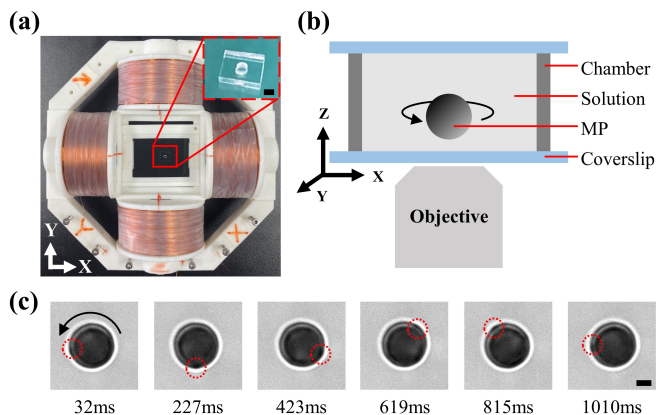 (a)
Y
X
Y
X
(b)
Z
X
Y
Chamber
Solution
MP
Coverslip
Objective
(c)
32ms
227ms
423ms
619ms
815ms
1010ms